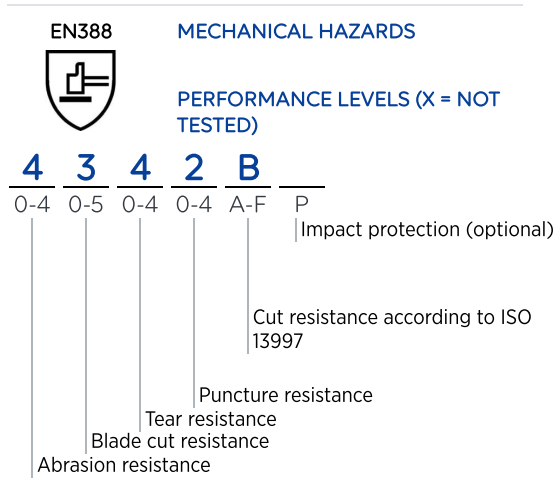 EN388
MECHANICAL HAZARDS
PERFORMANCE LEVELS (X = NOT
TESTED)
4 3 4 2 B
0-4 0-5 0-4 0-4 A-F P
Impact protection (optional)
Cut resistance according to ISO
13997
Puncture resistance
Tear resistance
Blade cut resistance
Abrasion resistance